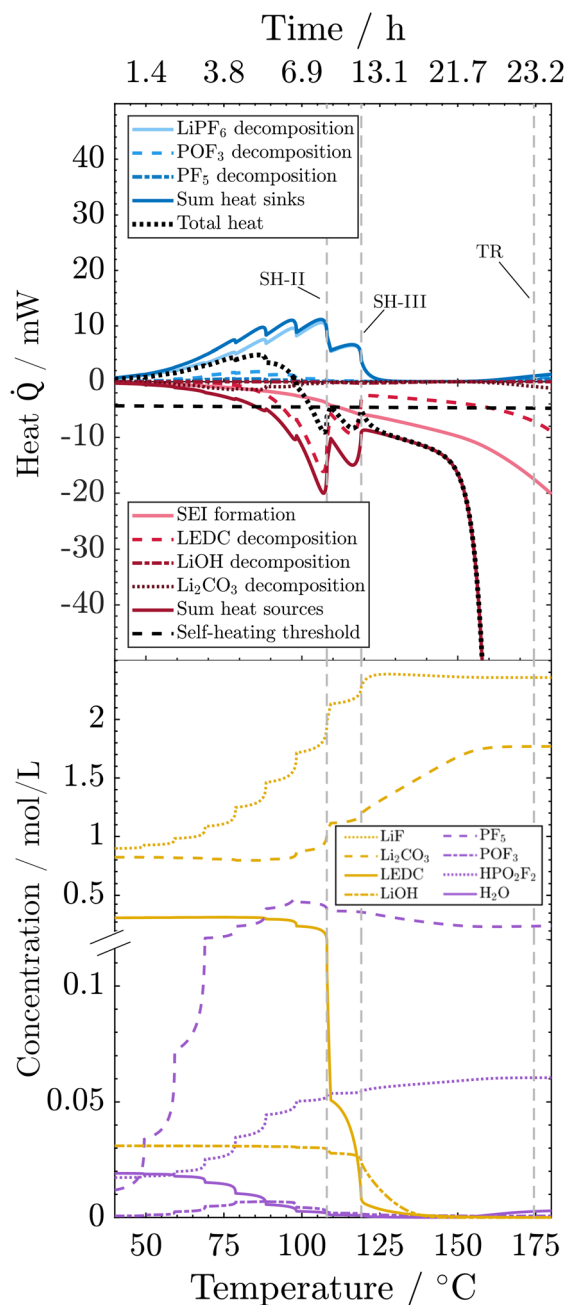 Time / h
1.4 3.8 6.9 13.1 21.7 23.2
LiPF6 decomposition
POF3 decomposition
PF5 decomposition
Sum heat sinks
Total heat
SH-II
SH-III
TR
40
20
10
0
-10
-20
-30
-40
Heat Q̇ / mW
SEI formation
LEDC decomposition
LiOH decomposition
Li2CO3 decomposition
Sum heat sources
Self-heating threshold
2
1.5
1
0.5
0.1
0.05
0
Concentration / mol/L
LiF
Li2CO3
LEDC
LiOH
PF5
POF3
HPO2F2
H2O
50 75 100 125 150 175
Temperature / °C